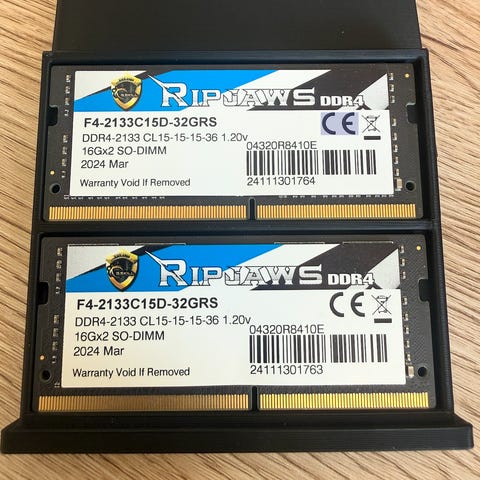 G.SKILL
RIPJAWS DDR4
F4-2133C15D-32GRS
DDR4-2133 CL15-15-15-36 1.20v
16Gx2 SO-DIMM
2024 Mar
Warranty Void If Removed
CE
04320R8410E
24111301764
G.SKILL
RIPJAWS DDR4
F4-2133C15D-32GRS
DDR4-2133 CL15-15-15-36 1.20v
16Gx2 SO-DIMM
2024 Mar
Warranty Void If Removed
CE
04320R8410E
24111301763